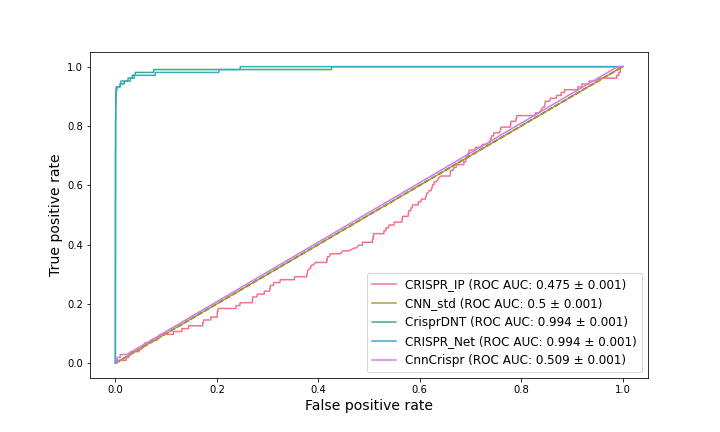 1.0
0.8
0.6
0.4
0.2
0.0
True positive rate
CRISPR_IP (ROC AUC: 0.475 ± 0.001)
CNN_std (ROC AUC: 0.5 ± 0.001)
CrisprDNT (ROC AUC: 0.994 ± 0.001)
CRISPR_Net (ROC AUC: 0.994 ± 0.001)
CnnCrispr (ROC AUC: 0.509 ± 0.001)
0.0 0.2 0.4 0.6 0.8 1.0
False positive rate